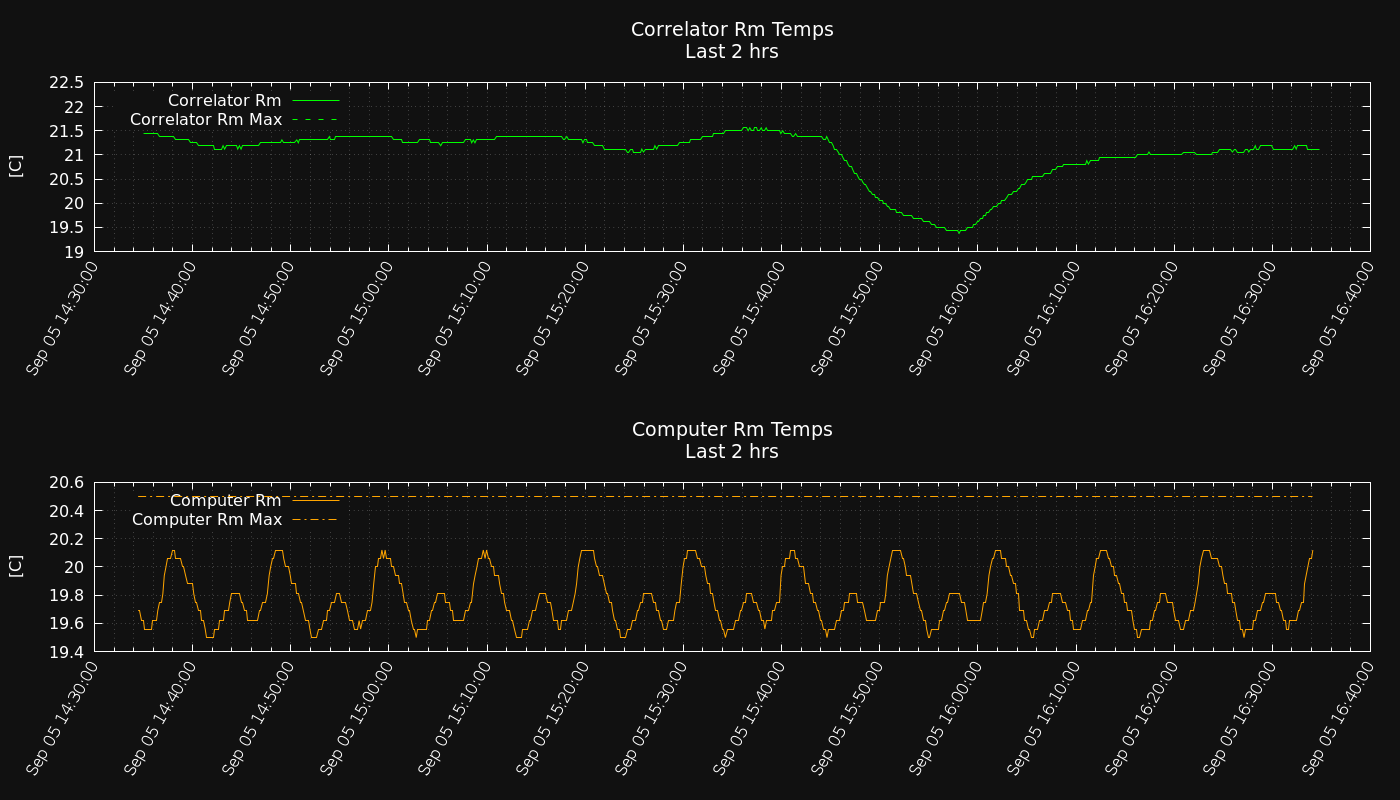 Correlator Rm Temps
Last 2 hrs
[C]
22.5
22
21.5
21
20.5
20
19.5
19
Correlator Rm
Correlator Rm Max
Sep 05 14:30:00
Sep 05 14:40:00
Sep 05 14:50:00
Sep 05 15:00:00
Sep 05 15:10:00
Sep 05 15:20:00
Sep 05 15:30:00
Sep 05 15:40:00
Sep 05 15:50:00
Sep 05 16:00:00
Sep 05 16:10:00
Sep 05 16:20:00
Sep 05 16:30:00
Sep 05 16:40:00
Computer Rm Temps
Last 2 hrs
[C]
20.6
20.4
20.2
20
19.8
19.6
19.4
Computer Rm
Computer Rm Max
Sep 05 14:30:00
Sep 05 14:40:00
Sep 05 14:50:00
Sep 05 15:00:00
Sep 05 15:10:00
Sep 05 15:20:00
Sep 05 15:30:00
Sep 05 15:40:00
Sep 05 15:50:00
Sep 05 16:00:00
Sep 05 16:10:00
Sep 05 16:20:00
Sep 05 16:30:00
Sep 05 16:40:00